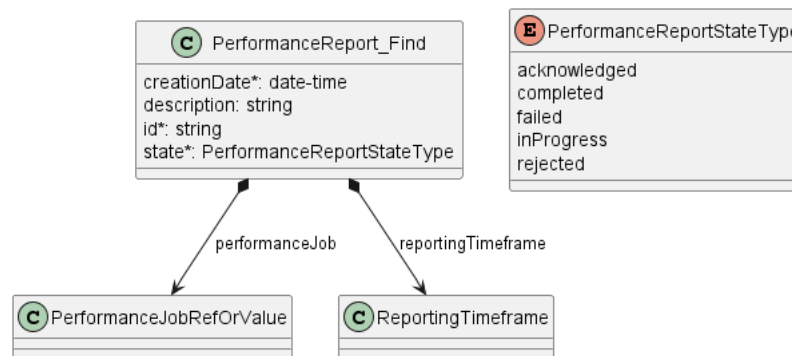 C PerformanceReport_Find
creationDate*: date-time
description: string
id*: string
state*: PerformanceReportStateType
E PerformanceReportStateType
acknowledged
completed
failed
inProgress
rejected
performanceJob
reportingTimeframe
C PerformanceJobRefOrValue
C ReportingTimeframe